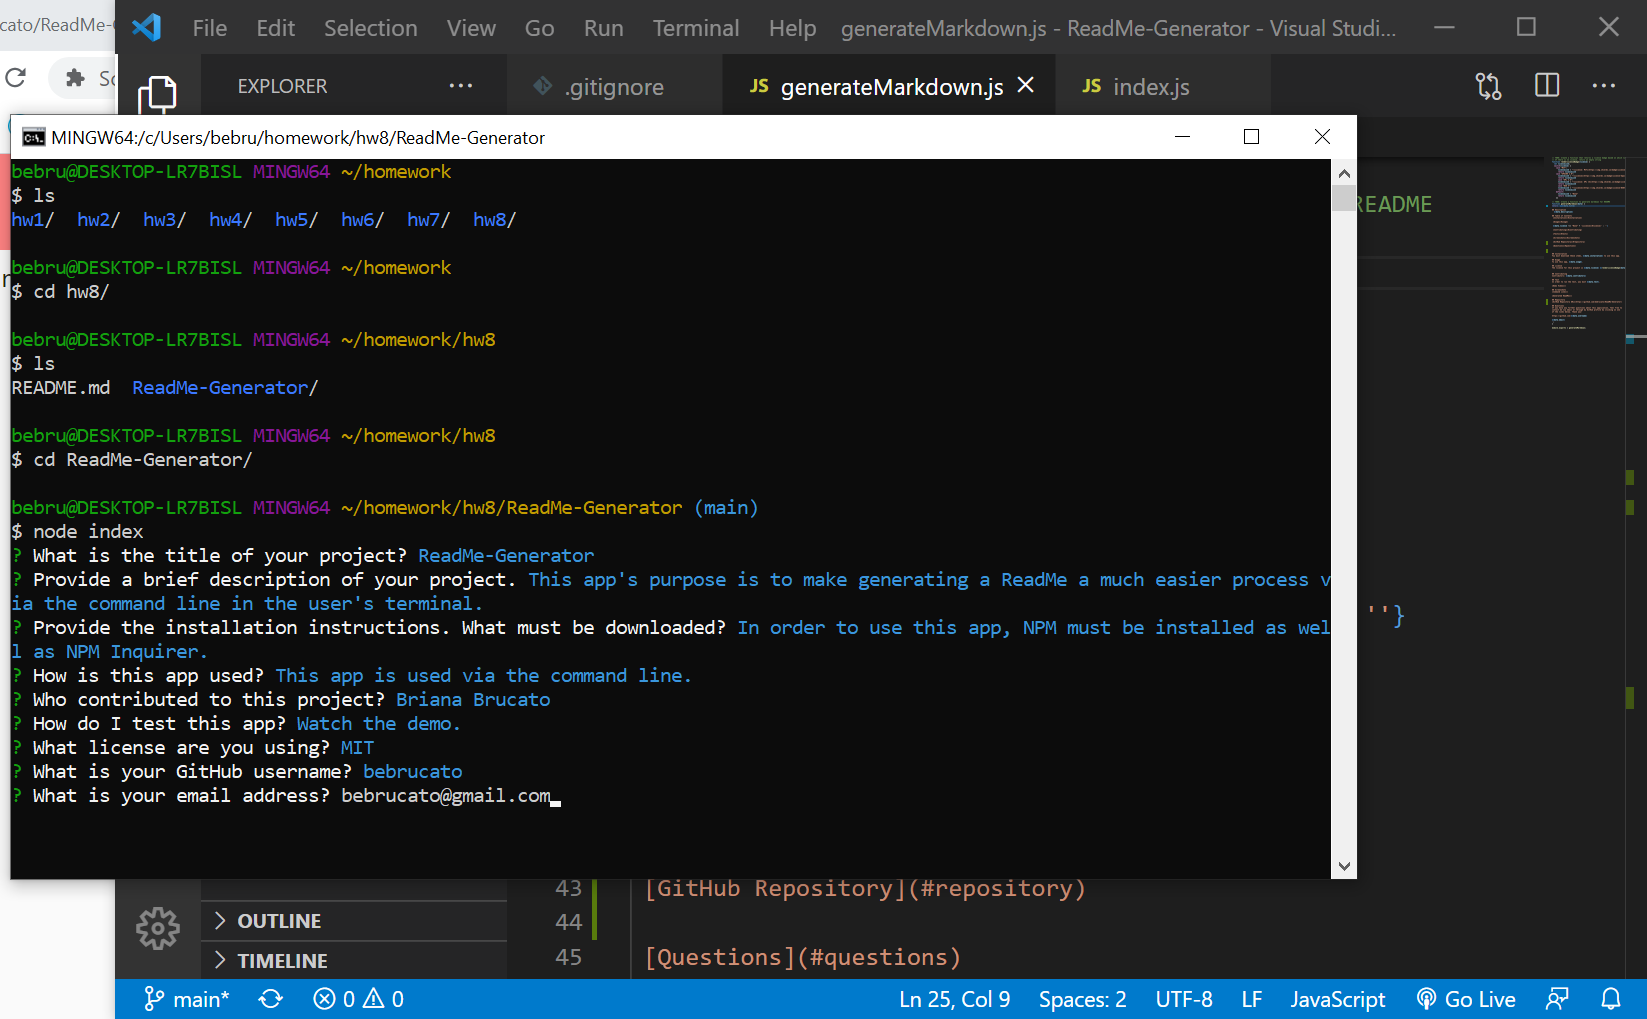 cato/ReadMe-
File Edit Selection View Go Run Terminal Help generateMarkdown.js - ReadMe-Generator - Visual Studi...
EXPLORER ... .gitignore JS generateMarkdown.js JS index.js ...
MINGW64:/c/Users/bebru/homework/hw8/ReadMe-Generator
bebru@DESKTOP-LR7BISL MINGW64 ~/homework
$ ls
hw1/ hw2/ hw3/ hw4/ hw5/ hw6/ hw7/ hw8/
README
bebru@DESKTOP-LR7BISL MINGW64 ~/homework
$ cd hw8/
bebru@DESKTOP-LR7BISL MINGW64 ~/homework/hw8
$ ls
README.md ReadMe-Generator/
bebru@DESKTOP-LR7BISL MINGW64 ~/homework/hw8
$ cd ReadMe-Generator/
bebru@DESKTOP-LR7BISL MINGW64 ~/homework/hw8/ReadMe-Generator (main)
$ node index
? What is the title of your project? ReadMe-Generator
? Provide a brief description of your project. This app's purpose is to make generating a ReadMe a much easier process v
ia the command line in the user's terminal.
''}
? Provide the installation instructions. What must be downloaded? In order to use this app, NPM must be installed as wel
l as NPM Inquirer.
? How is this app used? This app is used via the command line.
? Who contributed to this project? Briana Brucato
? How do I test this app? Watch the demo.
? What license are you using? MIT
? What is your GitHub username? bebrucato
? What is your email address? bebrucato@gmail.com
43 [GitHub Repository](#repository)
44
45 [Questions](#questions)
OUTLINE
TIMELINE
main* 0 0 Ln 25, Col 9 Spaces: 2 UTF-8 LF JavaScript Go Live